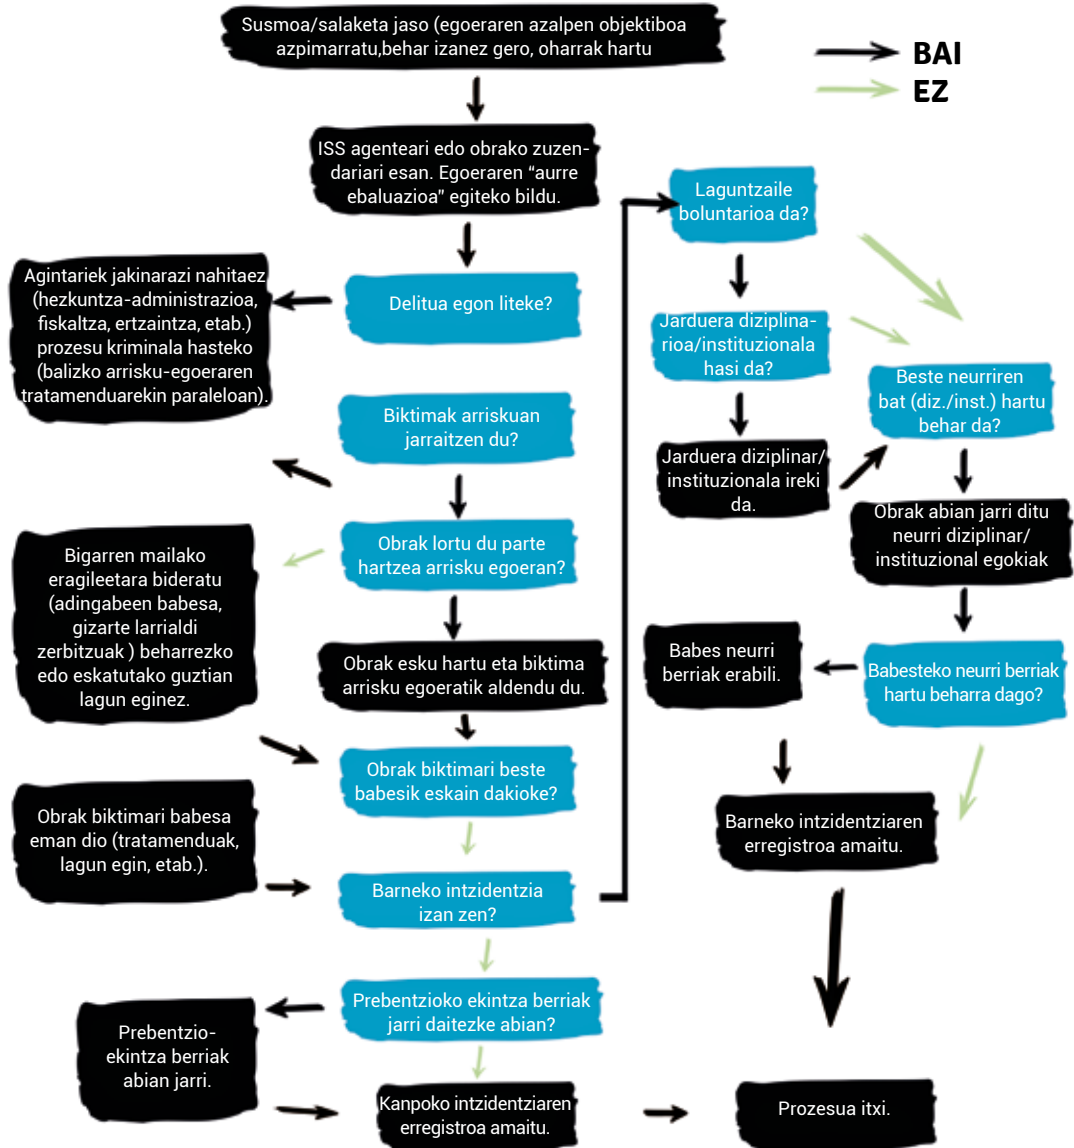 Susmoa/salaketa jaso (egoeraren azalpen objektiboa
azpimarratu,behar izanez gero, oharrak hartu
BAI
EZ
ISS agenteari edo obrako zuzen-
dariari esan. Egoeraren “aurre
ebaluazioa” egiteko bildu.
Delitua egon liteke?
Agintariek jakinarazi nahitaez
(hezkuntza-administrazioa,
fiskaltza, ertzaintza, etab.)
prozesu kriminala hasteko
(balizko arrisku-egoeraren
tratamenduarekin paraleloan).
Biktimak arriskuan
jarraitzen du?
Obrak lortu du parte
hartzea arrisku egoeran?
Bigarren mailako
eragileetara bideratu
(adingabeen babesa,
gizarte larrialdi
zerbitzuak ) beharrezko
edo eskatutako guztian
lagun eginez.
Obrak esku hartu eta biktima
arrisku egoeratik aldendu du.
Obrak biktimari beste
babesik eskain dakioke?
Obrak biktimari babesa
eman dio (tratamenduak,
lagun egin, etab.).
Barneko intzidentzia
izan zen?
Prebentzioko ekintza berriak
jarri daitezke abian?
Prebentzio-
ekintza berriak
abian jarri.
Kanpoko intzidentziaren
erregistroa amaitu.
Laguntzaile
boluntarioa da?
Jarduera diziplina-
rioa/instituzionala
hasi da?
Jarduera diziplinar/
instituzionala ireki
da.
Beste neurriren
bat (diz./inst.) hartu
behar da?
Obrak abian jarri ditu
neurri diziplinar/
instituzional egokiak
Babesteko neurri berriak
hartu beharra dago?
Babes neurri
berriak erabili.
Barneko intzidentziaren
erregistroa amaitu.
Prozesua itxi.